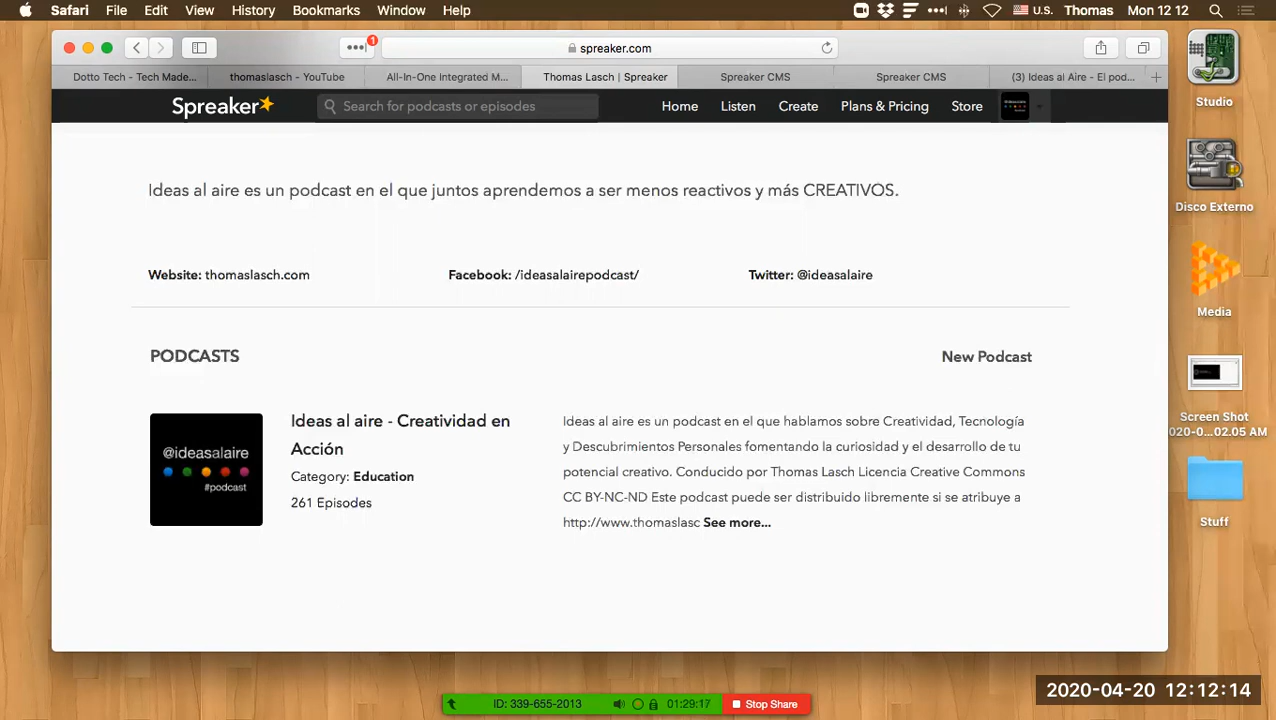 Safari File Edit View History Bookmarks Window Help U.S. Thomas Mon 12 12
1 spreaker.com
Dotto Tech - Tech Made... thomaslasch - YouTube All-In-One Integrated M... Thomas Lasch | Spreaker Spreaker CMS Spreaker CMS (3) Ideas al Aire - El pod...
Spreaker Search for podcasts or episodes Home Listen Create Plans & Pricing Store
Studio
Ideas al aire es un podcast en el que juntos aprendemos a ser menos reactivos y más CREATIVOS.
Disco Externo
Website: thomaslasch.com Facebook: /ideasalairepodcast/ Twitter: @ideasalaire
Media
PODCASTS New Podcast
@ideasalaire
#podcast
Ideas al aire - Creatividad en
Acción
Category: Education
261 Episodes
Ideas al aire es un podcast en el que hablamos sobre Creatividad, Tecnología
y Descubrimientos Personales fomentando la curiosidad y el desarrollo de tu
potencial creativo. Conducido por Thomas Lasch Licencia Creative Commons
CC BY-NC-ND Este podcast puede ser distribuido libremente si se atribuye a
http://www.thomaslasc See more...
Screen Shot
2020-0...02.05 AM
Stuff
ID: 339-655-2013 01:29:17 Stop Share
2020-04-20 12:12:14